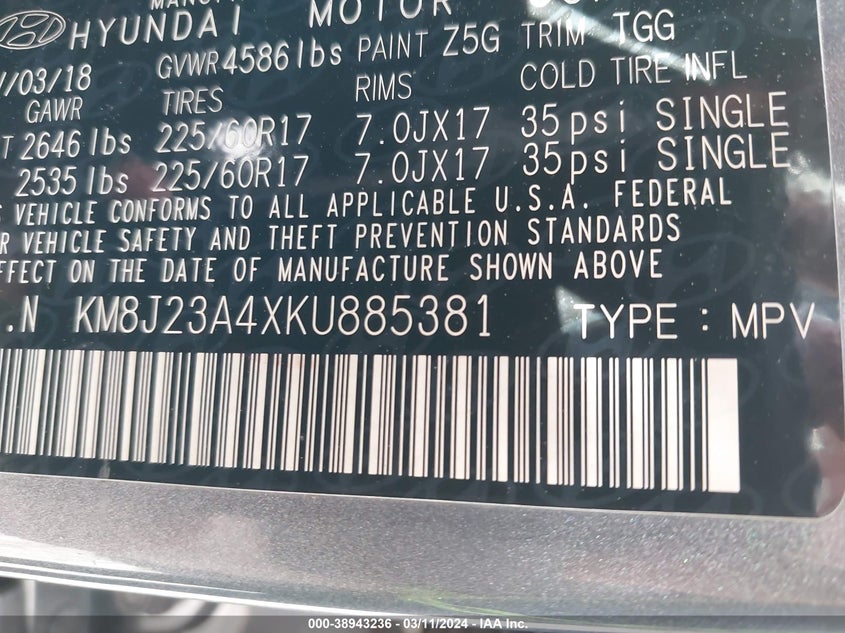 HYUNDAI MOTOR
/03/18 GVWR 4586 lbs PAINT Z5G TRIM TGG
GAWR TIRES RIMS COLD TIRE INFL
T 2646 lbs 225/60R17 7.0JX17 35psi SINGLE
2535 lbs 225/60R17 7.0JX17 35psi SINGLE
VEHICLE CONFORMS TO ALL APPLICABLE U.S.A. FEDERAL
R VEHICLE SAFETY AND THEFT PREVENTION STANDARDS
EFFECT ON THE DATE OF MANUFACTURE SHOWN ABOVE
.N KM8J23A4XKU885381 TYPE : MPV
000-38943236 - 03/11/2024 - IAA Inc.